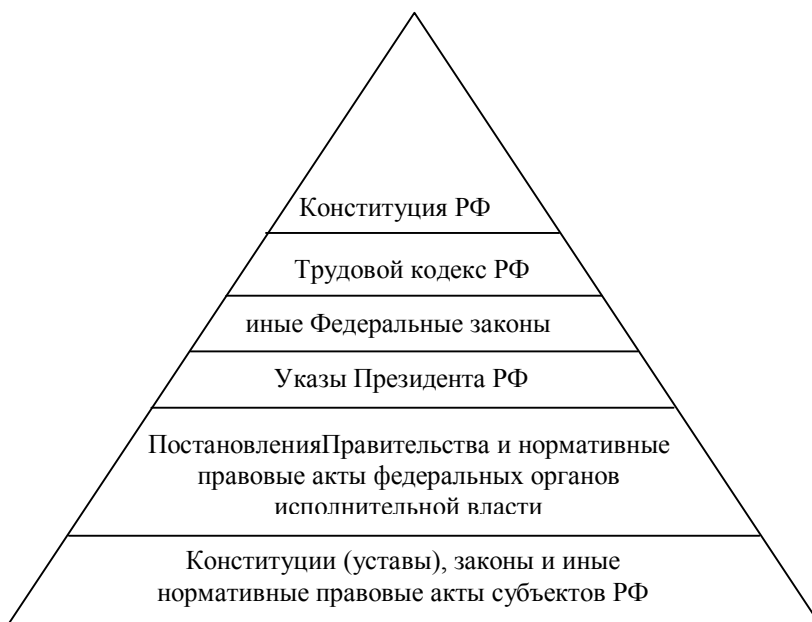 Конституция РФ
Трудовой кодекс РФ
иные Федеральные законы
Указы Президента РФ
ПостановленияПравительства и нормативные
правовые акты федеральных органов
исполнительной власти
Конституции (уставы), законы и иные
нормативные правовые акты субъектов РФ